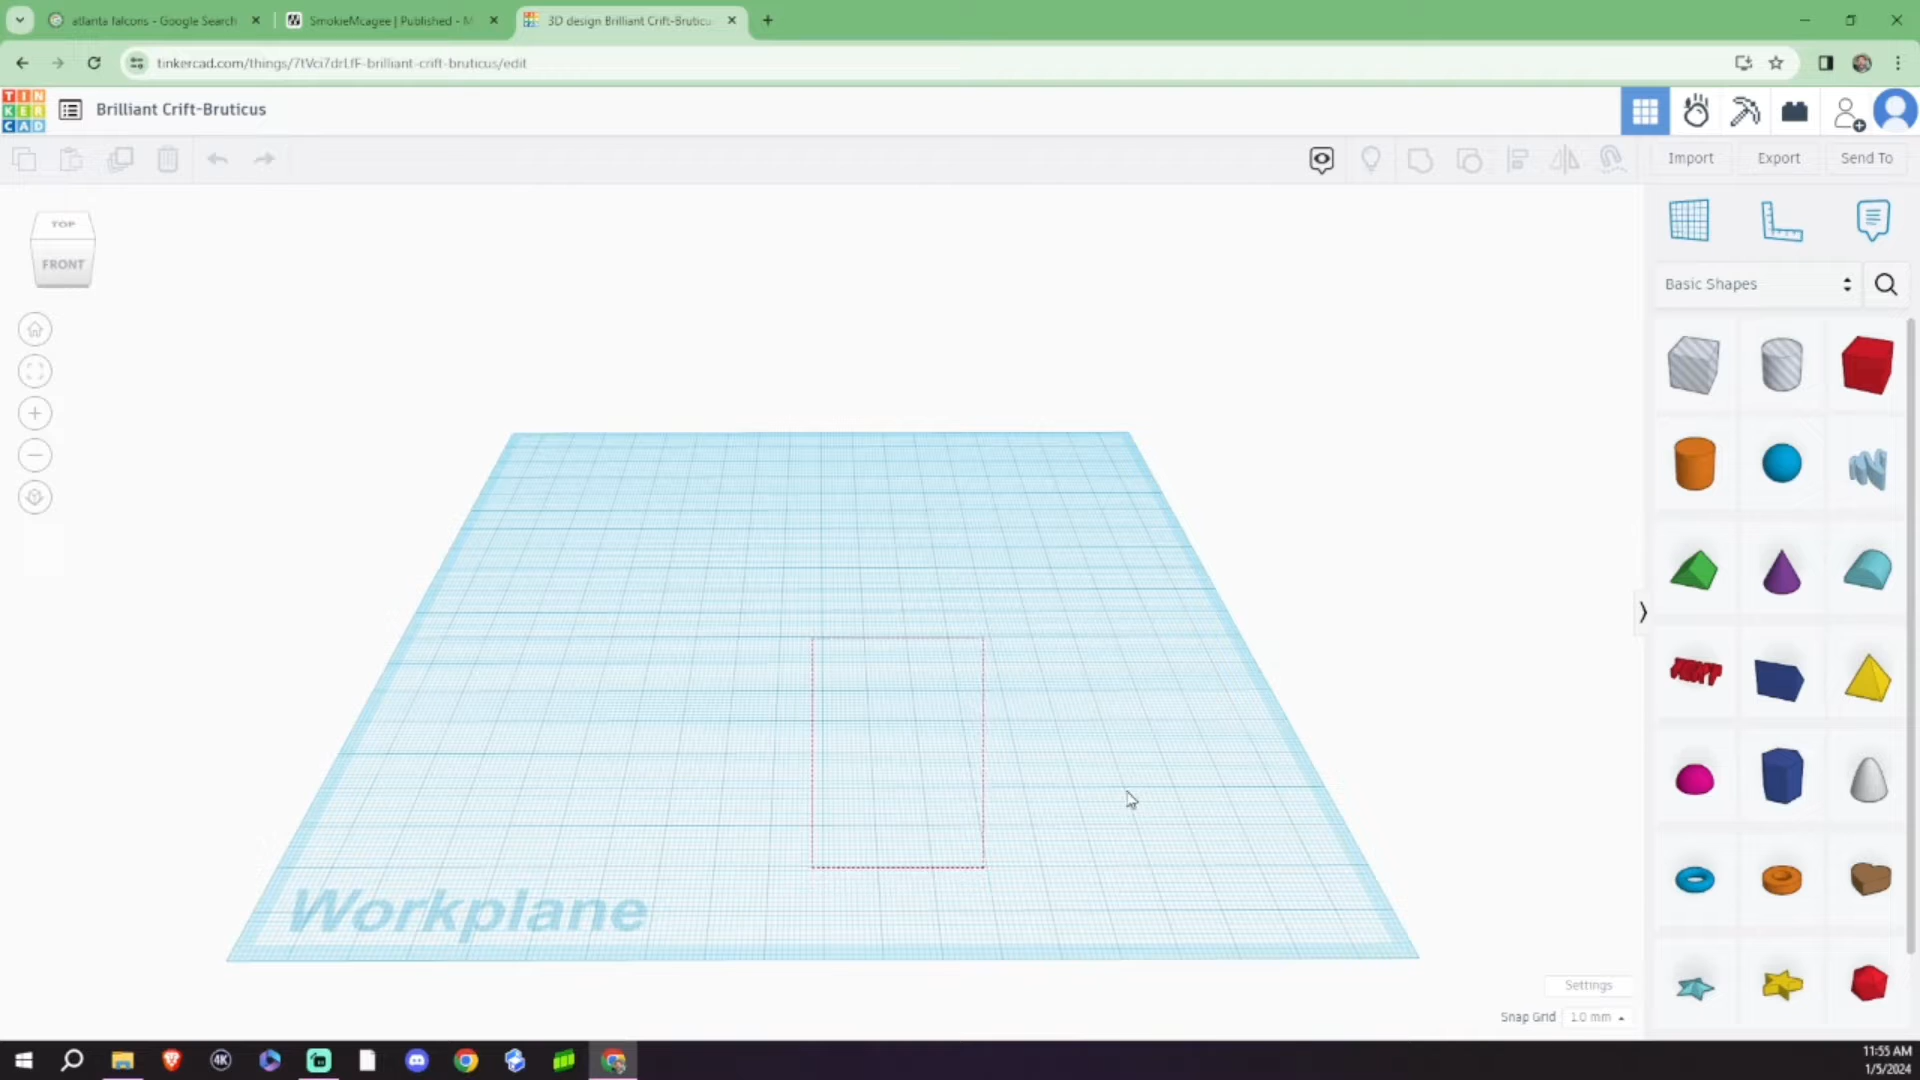 atlanta falcons - Google Search
SmokieMcagee | Published - M
3D design Brilliant Crift-Bruticu
tinkercad.com/things/7tVci7drLfF-brilliant-crift-bruticus/edit
TIN
KER
CAD
Brilliant Crift-Bruticus
Import
Export
Send To
TOP
FRONT
Basic Shapes
Workplane
Settings
Snap Grid
1.0 mm
4K
11:55 AM
1/5/2024